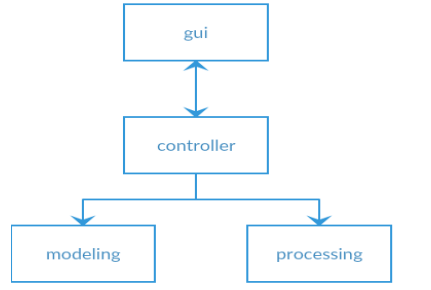 gui
controller
modeling
processing